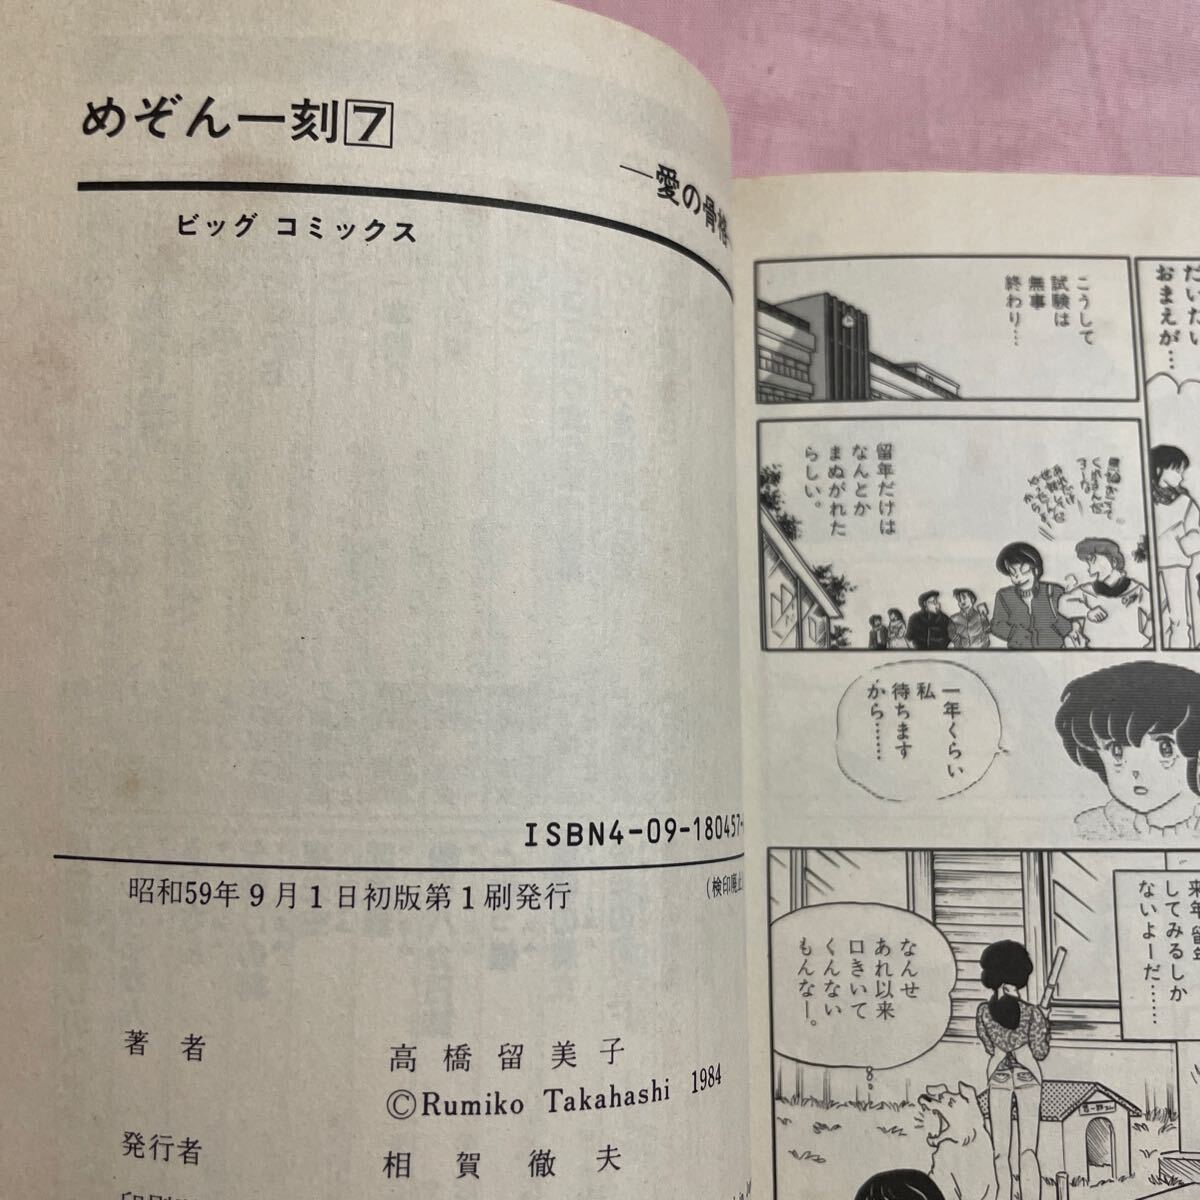 めぞん一刻7
―愛の骨格
ビッグ コミックス
ISBN4-09-180457-
昭和59年9月1日初版第1刷発行
(検印廃止
著者
高橋留美子
©Rumiko Takahashi 1984
発行者
相賀徹夫
だいたい
おまえが…
こうして
試験は
無事
終わり…
留年だけは
なんとか
まぬがれた
らしい。
一年くらい
私
待ちます
から……
来年留年
してみるしか
ないよーだ……
なんせ
あれ以来
口きいて
くんない
もんなー。